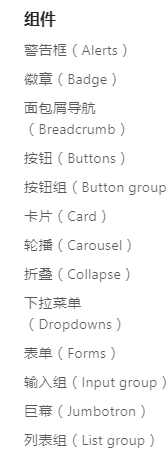 组件
警告框（Alerts）
徽章（Badge）
面包屑导航
（Breadcrumb）
按钮（Buttons）
按钮组（Button group
卡片（Card）
轮播（Carousel）
折叠（Collapse）
下拉菜单
（Dropdowns）
表单（Forms）
输入组（Input group）
巨幕（Jumbotron）
列表组（List group）